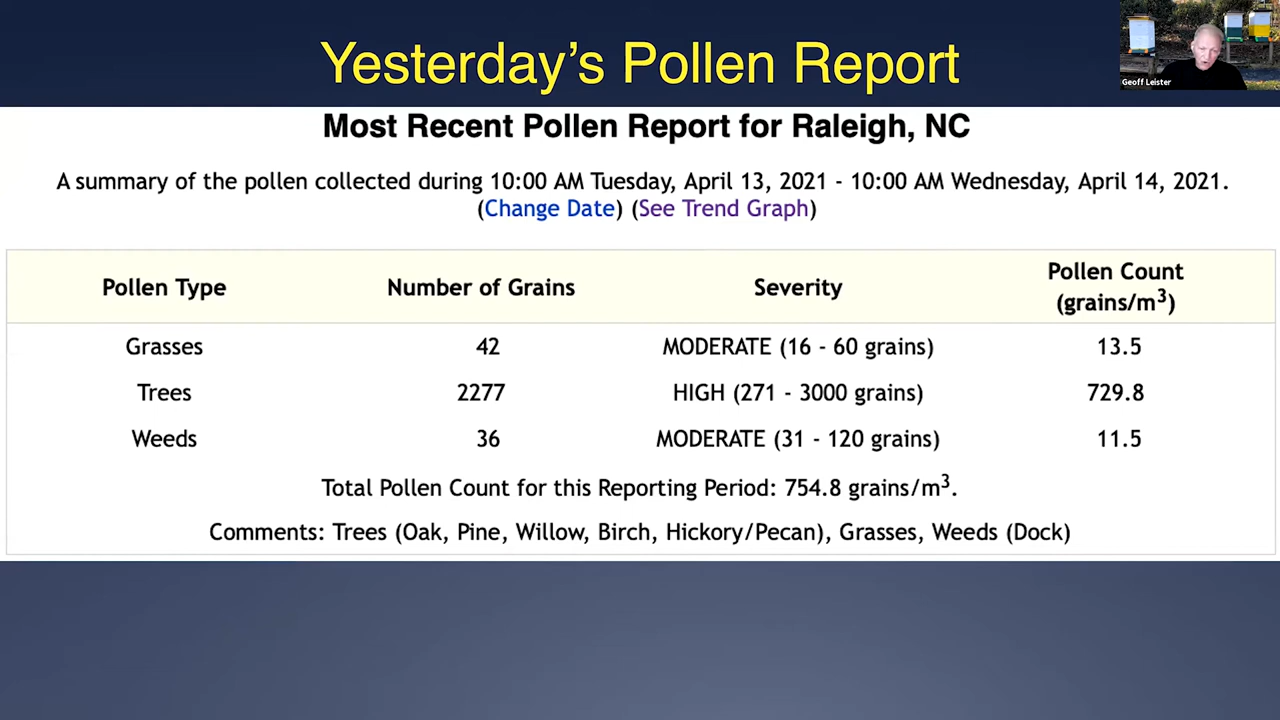 Yesterday's Pollen Report
Geoff Leister
Most Recent Pollen Report for Raleigh, NC
A summary of the pollen collected during 10:00 AM Tuesday, April 13, 2021 - 10:00 AM Wednesday, April 14, 2021.
(Change Date) (See Trend Graph)
Pollen Type Number of Grains Severity Pollen Count
(grains/m³)
Grasses 42 MODERATE (16 - 60 grains) 13.5
Trees 2277 HIGH (271 - 3000 grains) 729.8
Weeds 36 MODERATE (31 - 120 grains) 11.5
Total Pollen Count for this Reporting Period: 754.8 grains/m³.
Comments: Trees (Oak, Pine, Willow, Birch, Hickory/Pecan), Grasses, Weeds (Dock)